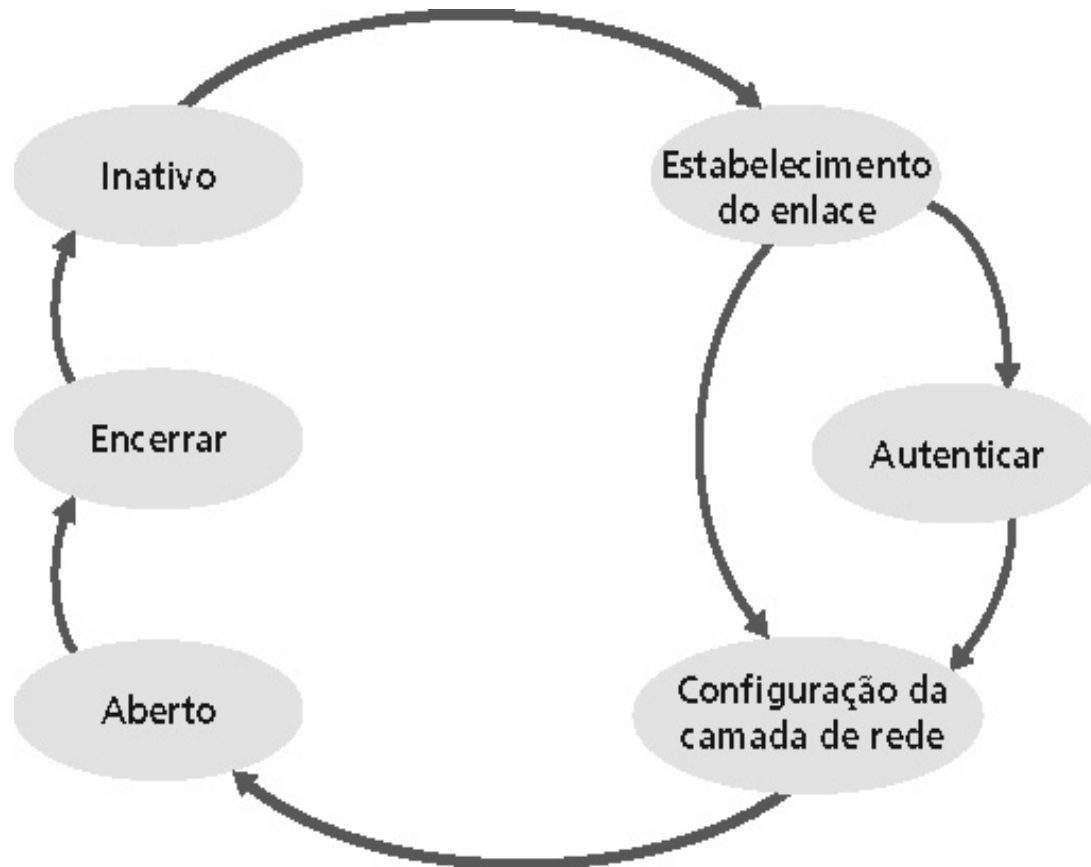 Inativo
Estabelecimento
do enlace
Encerrar
Autenticar
Aberto
Configuração da
camada de rede